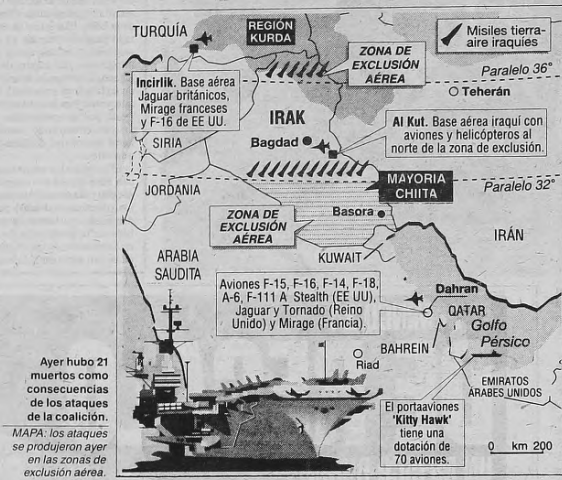 TURQUÍA
REGIÓN
KURDA
Misiles tierra-
aire iraquíes
ZONA DE
EXCLUSIÓN
AÉREA
Paralelo 36°
Teherán
Incirlik. Base aérea
Jaguar británicos,
Mirage franceses
y F-16 de EE UU.
IRAK
Bagdad
Al Kut. Base aérea iraquí con
aviones y helicópteros al
norte de la zona de exclusión.
SIRIA
JORDANIA
MAYORIA
CHIITA
Paralelo 32°
ZONA DE
EXCLUSIÓN
AÉREA
Basora
IRÁN
ARABIA
SAUDITA
KUWAIT
Aviones F-15, F-16, F-14, F-18,
A-6, F-111 A Stealth (EE UU),
Jaguar y Tornado (Reino
Unido) y Mirage (Francia).
Dahran
QATAR
Golfo
Pérsico
BAHREIN
Riad
EMIRATOS
ARABES UNIDOS
El portaaviones
'Kitty Hawk'
tiene una
dotación de
70 aviones.
0 km 200
Ayer hubo 21
muertos como
consecuencias
de los ataques
de la coalición.
MAPA: los ataques
se produjeron ayer
en las zonas de
exclusión aérea.